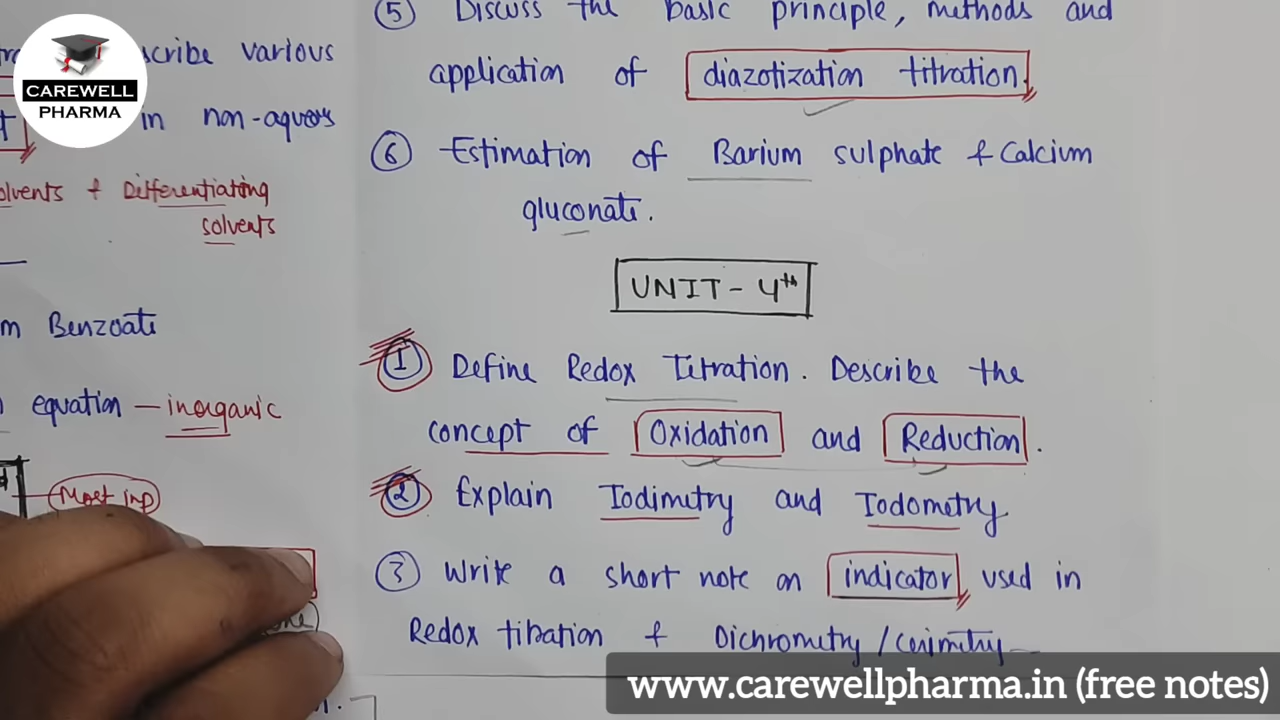 CAREWELL
PHARMA
scribe various
in non-aqueous
solvents + Differentiating
solvents
Benzoate
equation — inorganic
Most imp
⑤ Discuss the basic principle, methods and
application of diazotization titration.
⑥ Estimation of Barium sulphate & Calcium
gluconate.
UNIT - 4th
① Define Redox Titration. Describe the
concept of Oxidation and Reduction.
② Explain Iodimetry and Iodometry
③ Write a short note on indicator used in
Redox titration & Dichrometry / Cerimetry
www.carewellpharma.in (free notes)